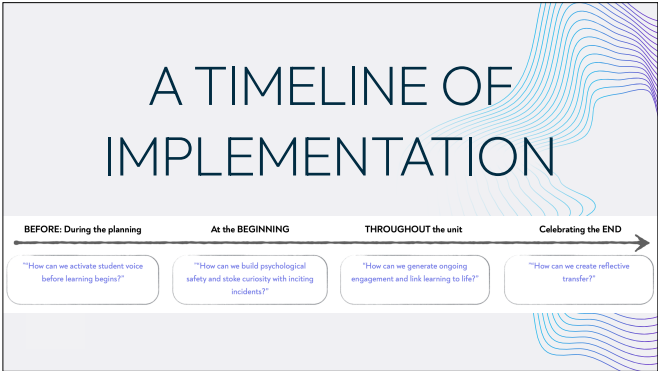 A TIMELINE OF
IMPLEMENTATION
BEFORE: During the planning
At the BEGINNING
THROUGHOUT the unit
Celebrating the END
""How can we activate student voice
before learning begins?"
""How can we build psychological
safety and stoke curiosity with inciting
incidents?"
"How can we generate ongoing
engagement and link learning to life?"
""How can we create reflective
transfer?"